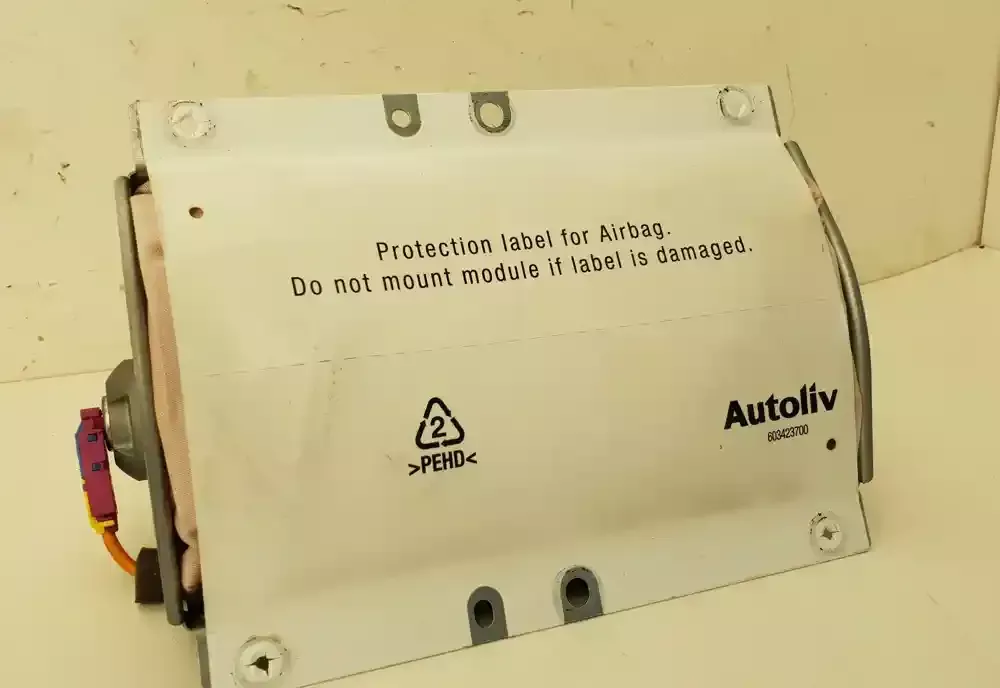 Protection label for Airbag.
Do not mount module if label is damaged.
2
>PEHD<
Autoliv
603423700